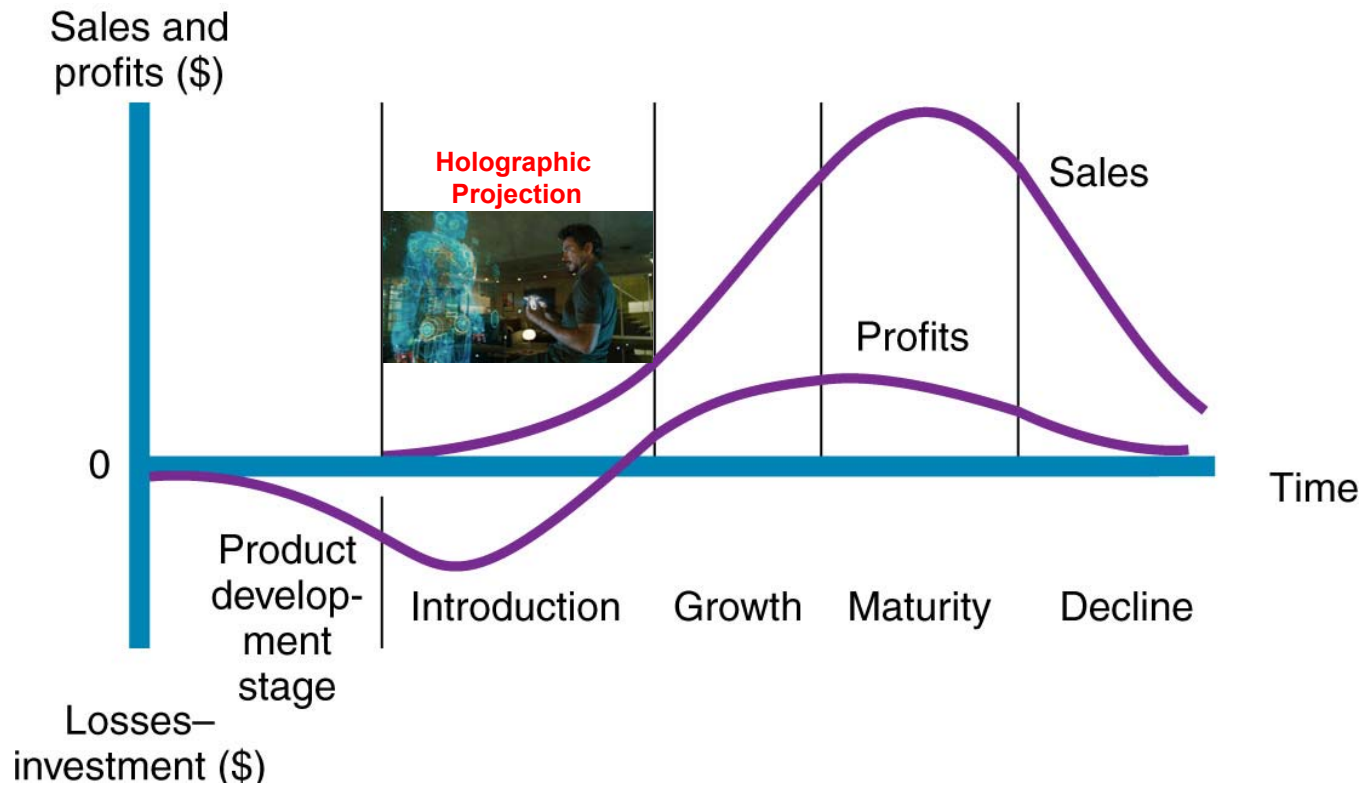 Sales and
profits ($)
Holographic
Projection
Sales
Profits
0
Time
Product
develop-
ment
stage
Introduction
Growth
Maturity
Decline
Losses–
investment ($)